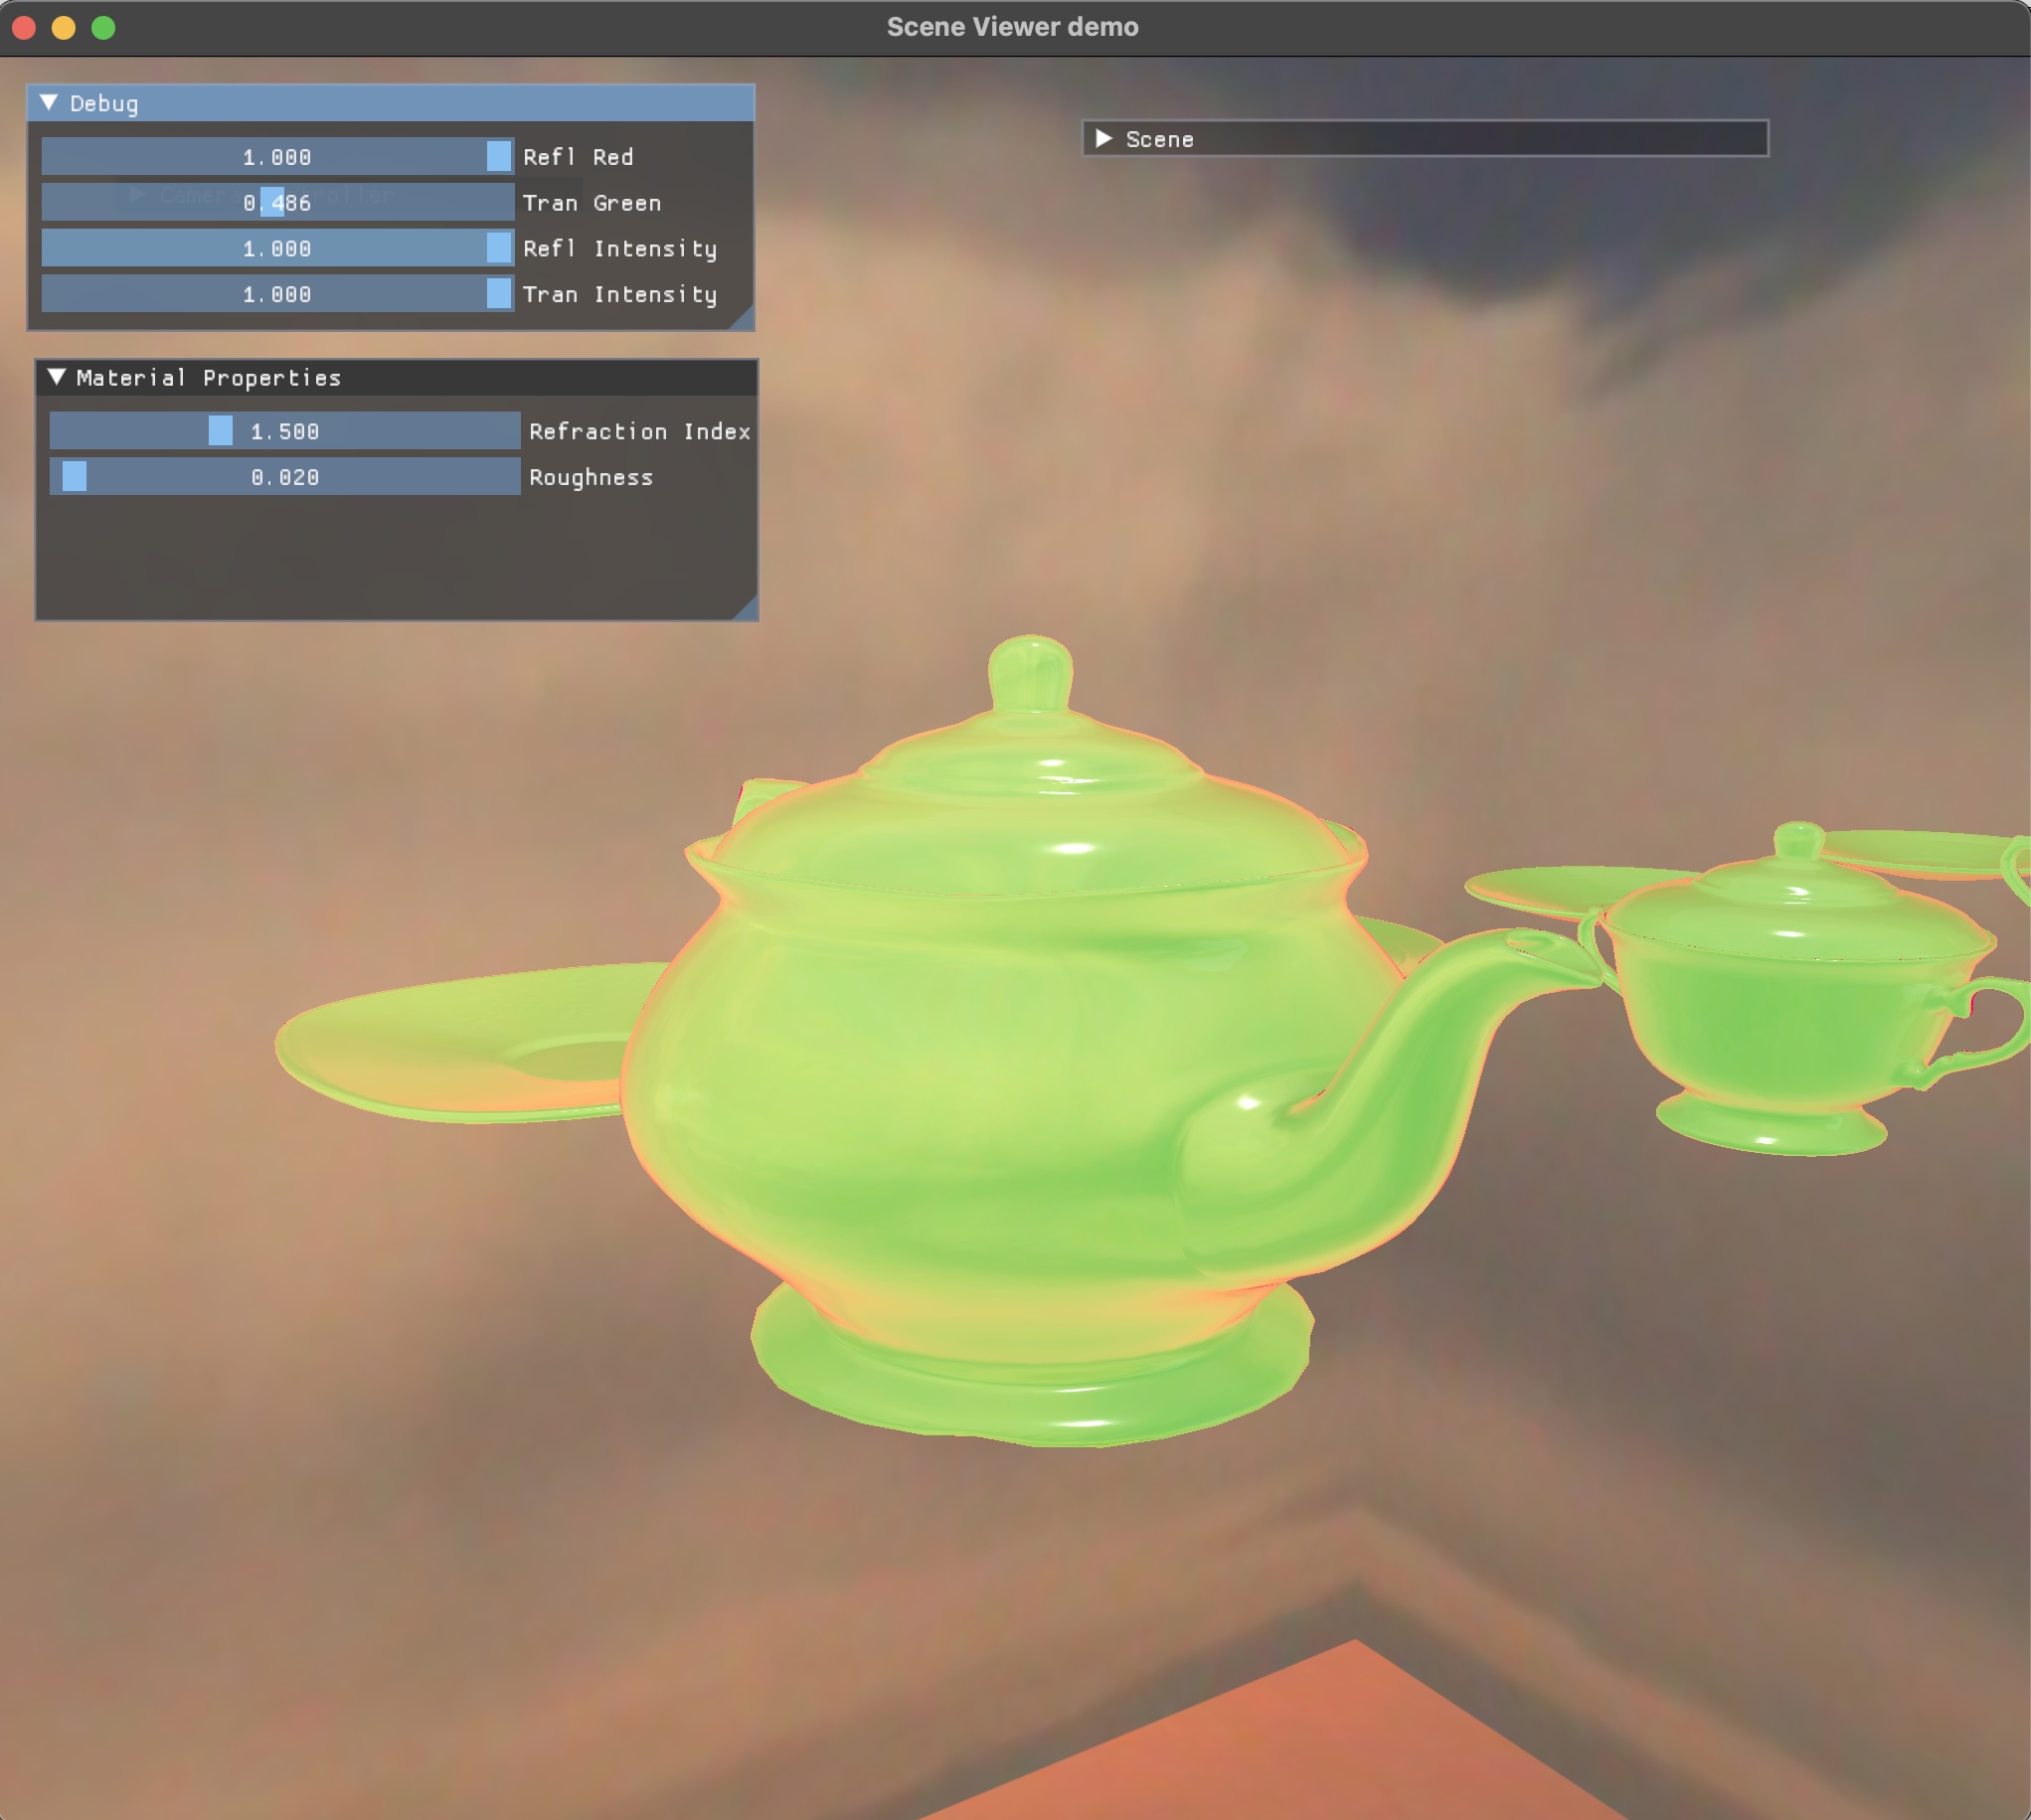 Scene Viewer demo
Debug
1.000 Refl Red
0.486 Tran Green
1.000 Refl Intensity
1.000 Tran Intensity
Scene
Material Properties
1.500 Refraction Index
0.020 Roughness